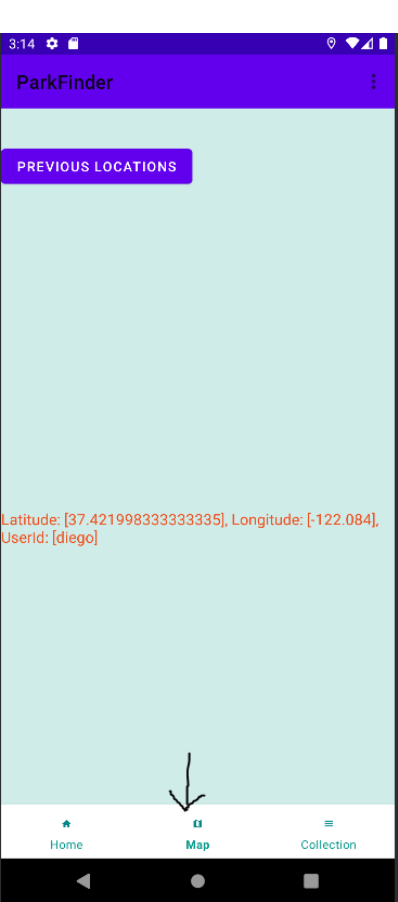 3:14
ParkFinder
PREVIOUS LOCATIONS
Latitude: [37.421998333333335], Longitude: [-122.084],
UserId: [diego]
Home Map Collection